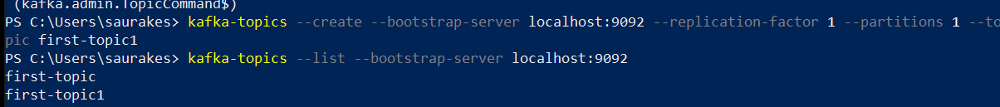 (kafka.admin.TopicCommand$)
PS C:\Users\saurakes> kafka-topics --create --bootstrap-server localhost:9092 --replication-factor 1 --partitions 1 --to
pic first-topic1
PS C:\Users\saurakes> kafka-topics --list --bootstrap-server localhost:9092
first-topic
first-topic1